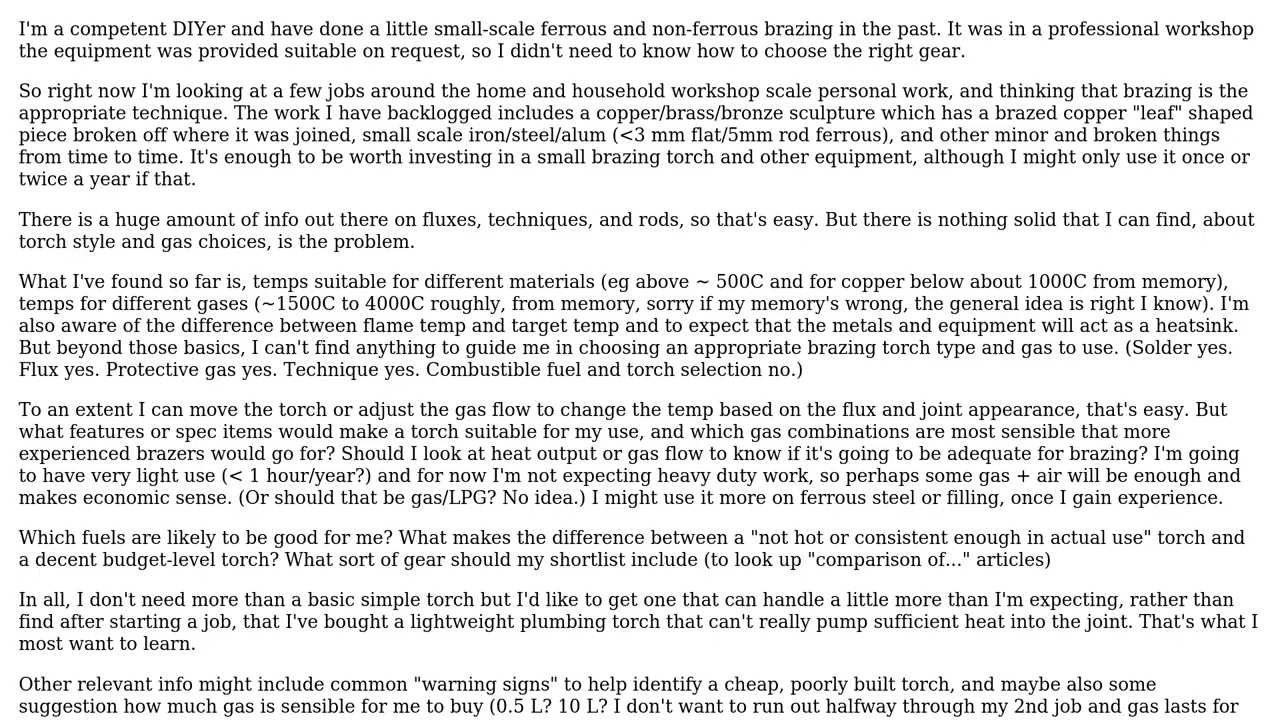 I'm a competent DIYer and have done a little small-scale ferrous and non-ferrous brazing in the past. It was in a professional workshop
the equipment was provided suitable on request, so I didn't need to know how to choose the right gear.
So right now I'm looking at a few jobs around the home and household workshop scale personal work, and thinking that brazing is the
appropriate technique. The work I have backlogged includes a copper/brass/bronze sculpture which has a brazed copper "leaf" shaped
piece broken off where it was joined, small scale iron/steel/alum (<3 mm flat/5mm rod ferrous), and other minor and broken things
from time to time. It's enough to be worth investing in a small brazing torch and other equipment, although I might only use it once or
twice a year if that.
There is a huge amount of info out there on fluxes, techniques, and rods, so that's easy. But there is nothing solid that I can find, about
torch style and gas choices, is the problem.
What I've found so far is, temps suitable for different materials (eg above ~ 500C and for copper below about 1000C from memory),
temps for different gases (~1500C to 4000C roughly, from memory, sorry if my memory's wrong, the general idea is right I know). I'm
also aware of the difference between flame temp and target temp and to expect that the metals and equipment will act as a heatsink.
But beyond those basics, I can't find anything to guide me in choosing an appropriate brazing torch type and gas to use. (Solder yes.
Flux yes. Protective gas yes. Technique yes. Combustible fuel and torch selection no.)
To an extent I can move the torch or adjust the gas flow to change the temp based on the flux and joint appearance, that's easy. But
what features or spec items would make a torch suitable for my use, and which gas combinations are most sensible that more
experienced brazers would go for? Should I look at heat output or gas flow to know if it's going to be adequate for brazing? I'm going
to have very light use (< 1 hour/year?) and for now I'm not expecting heavy duty work, so perhaps some gas + air will be enough and
makes economic sense. (Or should that be gas/LPG? No idea.) I might use it more on ferrous steel or filling, once I gain experience.
Which fuels are likely to be good for me? What makes the difference between a "not hot or consistent enough in actual use" torch and
a decent budget-level torch? What sort of gear should my shortlist include (to look up "comparison of..." articles)
In all, I don't need more than a basic simple torch but I'd like to get one that can handle a little more than I'm expecting, rather than
find after starting a job, that I've bought a lightweight plumbing torch that can't really pump sufficient heat into the joint. That's what I
most want to learn.
Other relevant info might include common "warning signs" to help identify a cheap, poorly built torch, and maybe also some
suggestion how much gas is sensible for me to buy (0.5 L? 10 L? I don't want to run out halfway through my 2nd job and gas lasts for